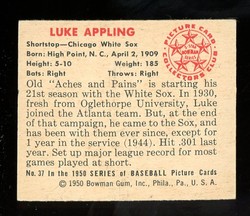 LUKE APPLING
Shortstop—Chicago White Sox
Born: High Point, N. C., April 2, 1909
Height: 5-10 Weight: 185
Bats: Right Throws: Right
Old "Aches and Pains" is starting his
21st season with the White Sox. In 1930,
fresh from Oglethorpe University, Luke
joined the Atlanta team. But, at the end
of that campaign, he came to the Sox,
and has been with them ever since, except
for 1 year in the service (1944). Hit .301
last year. Set up major league record for
most games played at short.
PICTURE CARD
COLLECTORS CLUB
No. 37 in the 1950 SERIES of BASEBALL Picture Cards
©1950 Bowman Gum, Inc., Phila., Pa., U. S. A.